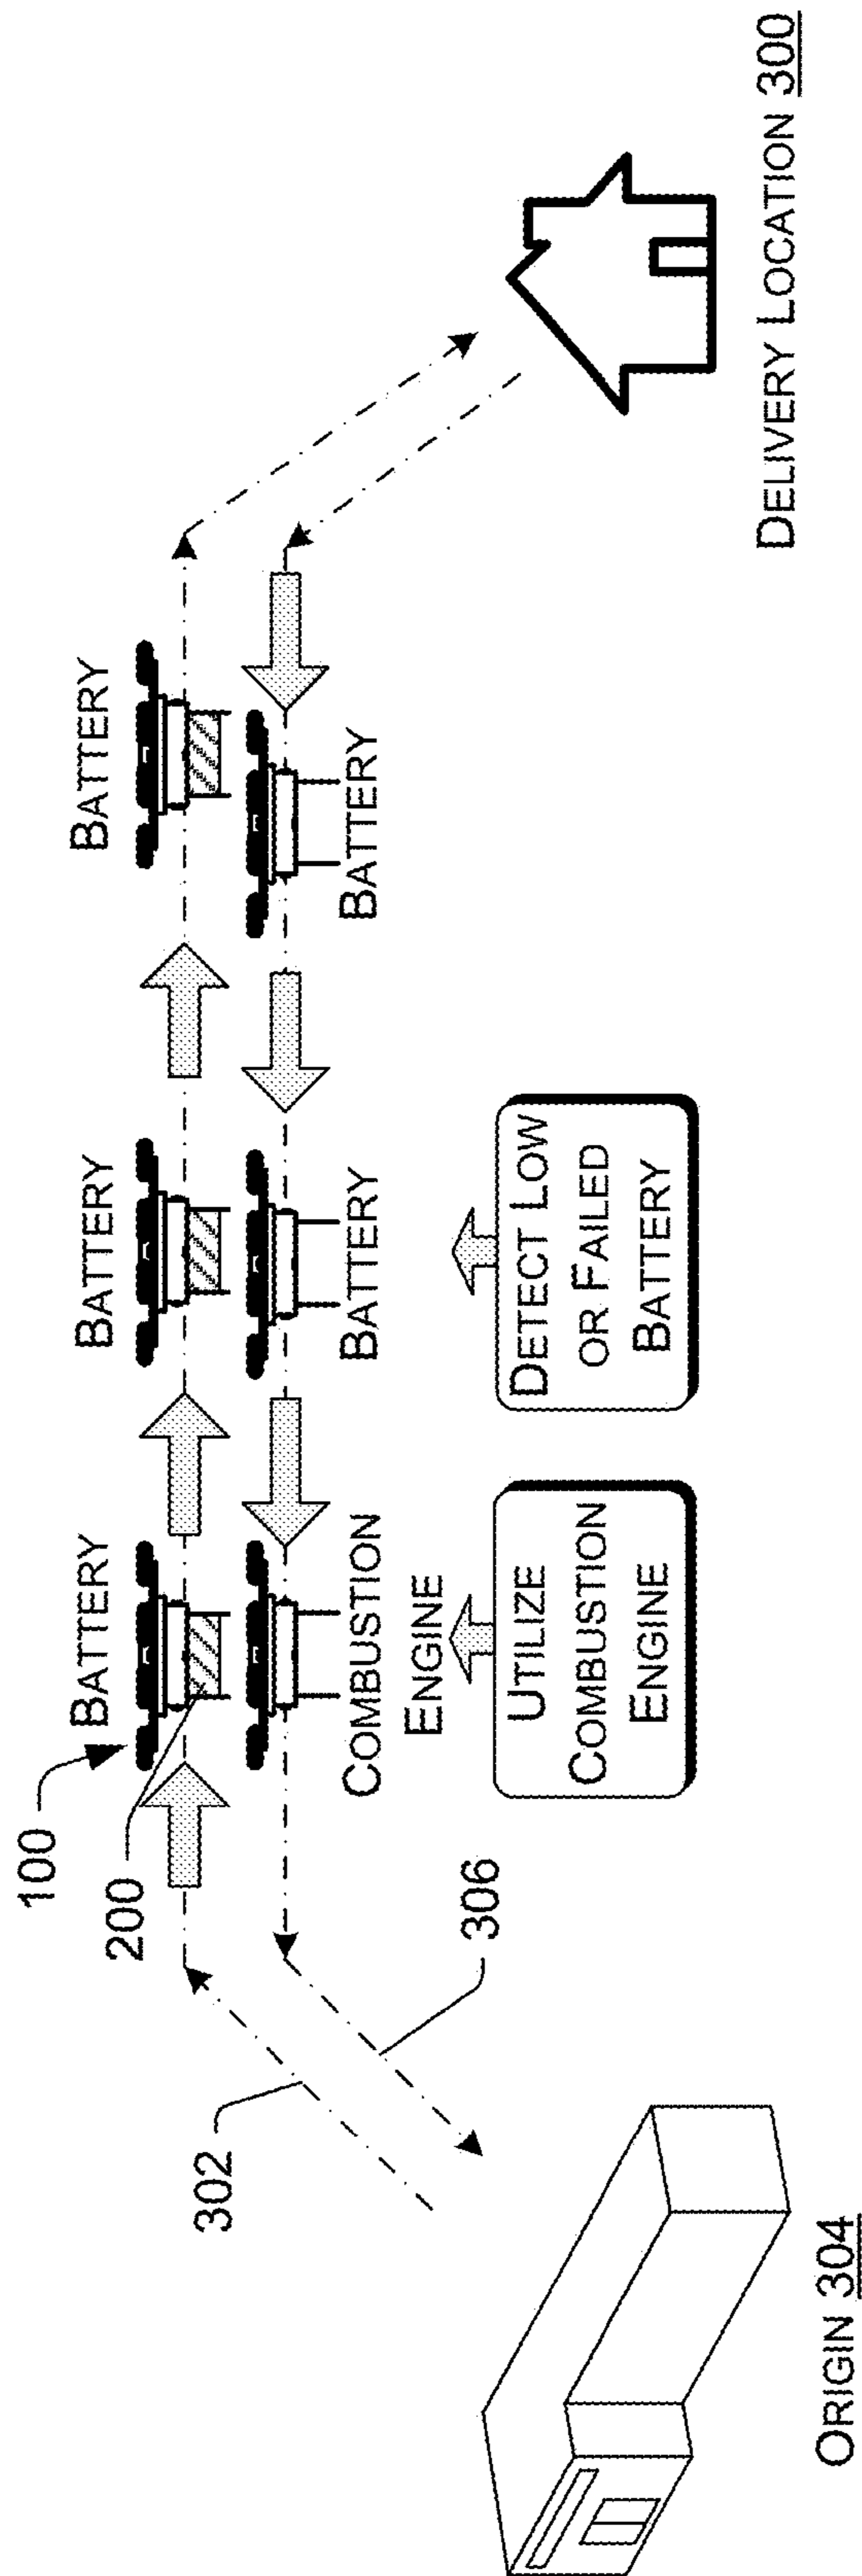 100
200
BATTERY
BATTERY
BATTERY
302
306
COMBUSTION
ENGINE
BATTERY
BATTERY
UTILIZE
COMBUSTION
ENGINE
DETECT LOW
OR FAILED
BATTERY
ORIGIN 304
DELIVERY LOCATION 300